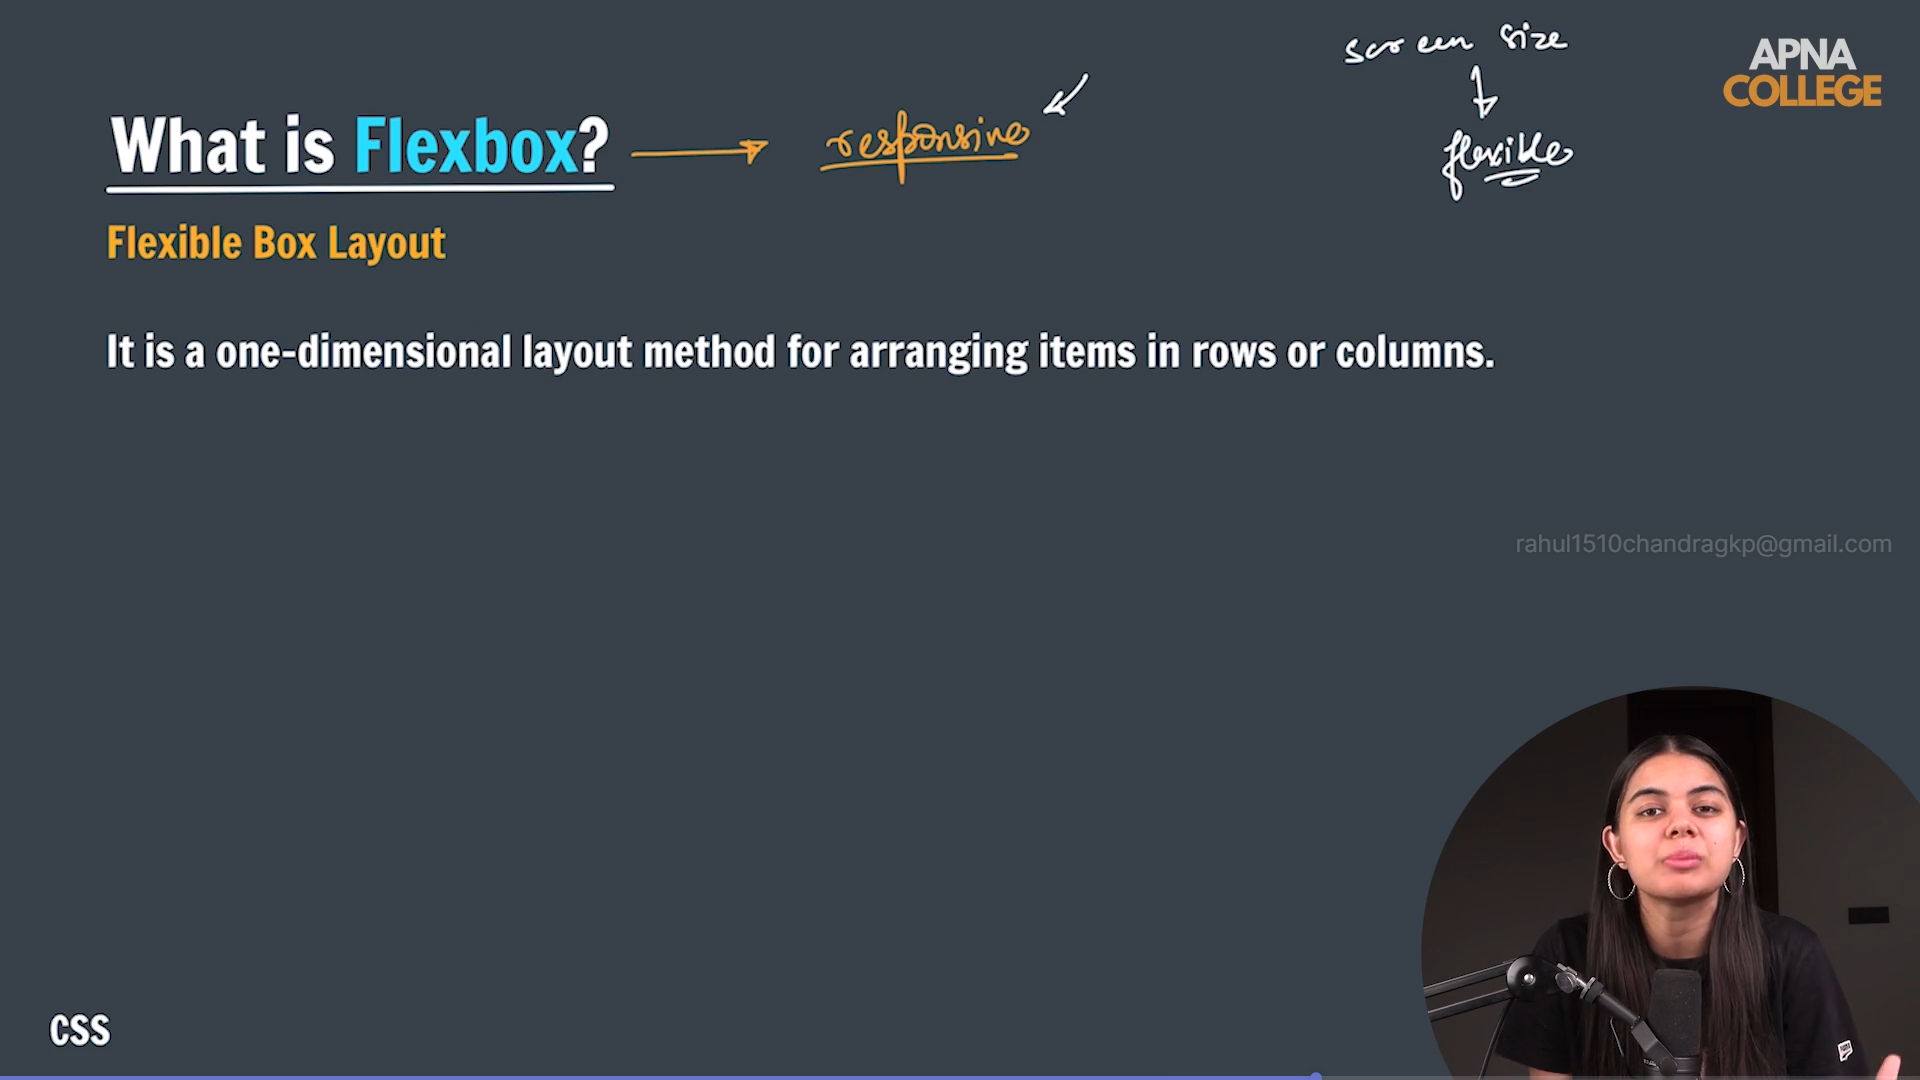 screen size
APNA
COLLEGE
What is Flexbox?
responsive
flexible
Flexible Box Layout
It is a one-dimensional layout method for arranging items in rows or columns.
rahul1510chandragkp@gmail.com
CSS